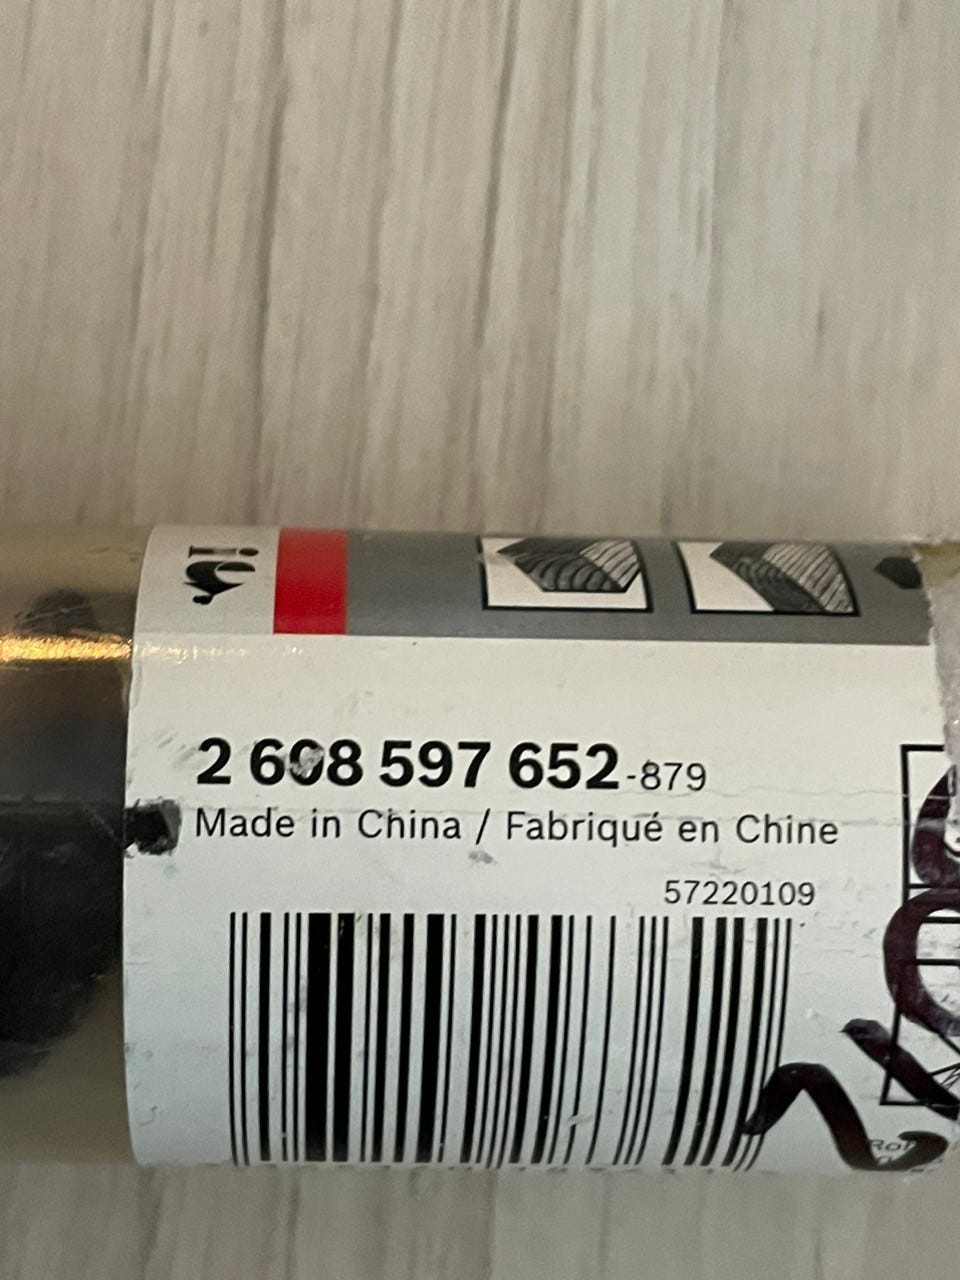 2 608 597 652-879
Made in China / Fabriqué en Chine
57220109